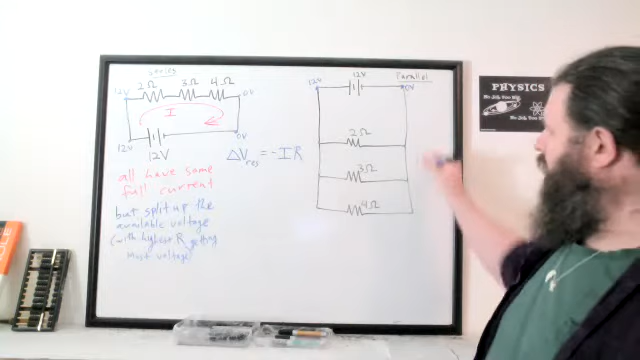 series
2Ω 3Ω 4Ω
12V 0V
I
12V 0V
12V
ΔVres = -IR
all have same
full current
but split up the
available voltage
(with highest R getting
most voltage)
Parallel
12V
12V 0V
2Ω
3Ω
4Ω
PHYSICS